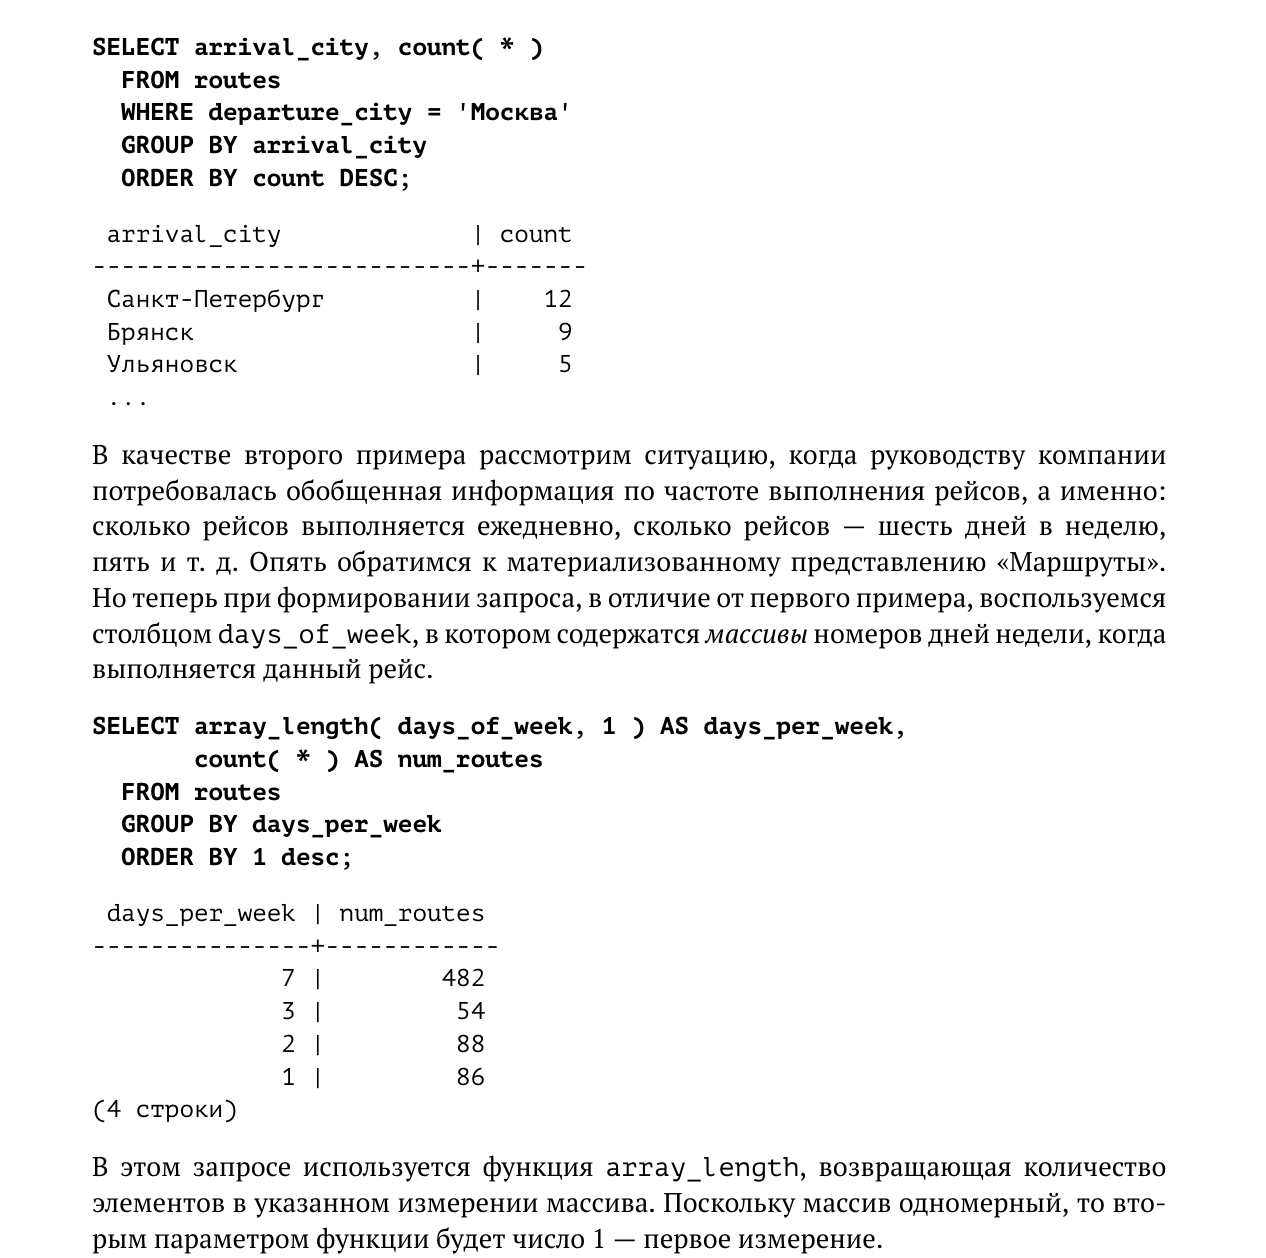 SELECT arrival_city, count( * )
FROM routes
WHERE departure_city = 'Москва'
GROUP BY arrival_city
ORDER BY count DESC;
arrival_city | count
--------------------------+-------
Санкт-Петербург | 12
Брянск | 9
Ульяновск | 5
...
В качестве второго примера рассмотрим ситуацию, когда руководству компании
потребовалась обобщенная информация по частоте выполнения рейсов, а именно:
сколько рейсов выполняется ежедневно, сколько рейсов — шесть дней в неделю,
пять и т. д. Опять обратимся к материализованному представлению «Маршруты».
Но теперь при формировании запроса, в отличие от первого примера, воспользуемся
столбцом days_of_week, в котором содержатся массивы номеров дней недели, когда
выполняется данный рейс.
SELECT array_length( days_of_week, 1 ) AS days_per_week,
count( * ) AS num_routes
FROM routes
GROUP BY days_per_week
ORDER BY 1 desc;
days_per_week | num_routes
---------------+------------
7 | 482
3 | 54
2 | 88
1 | 86
(4 строки)
В этом запросе используется функция array_length, возвращающая количество
элементов в указанном измерении массива. Поскольку массив одномерный, то вто-
рым параметром функции будет число 1 — первое измерение.